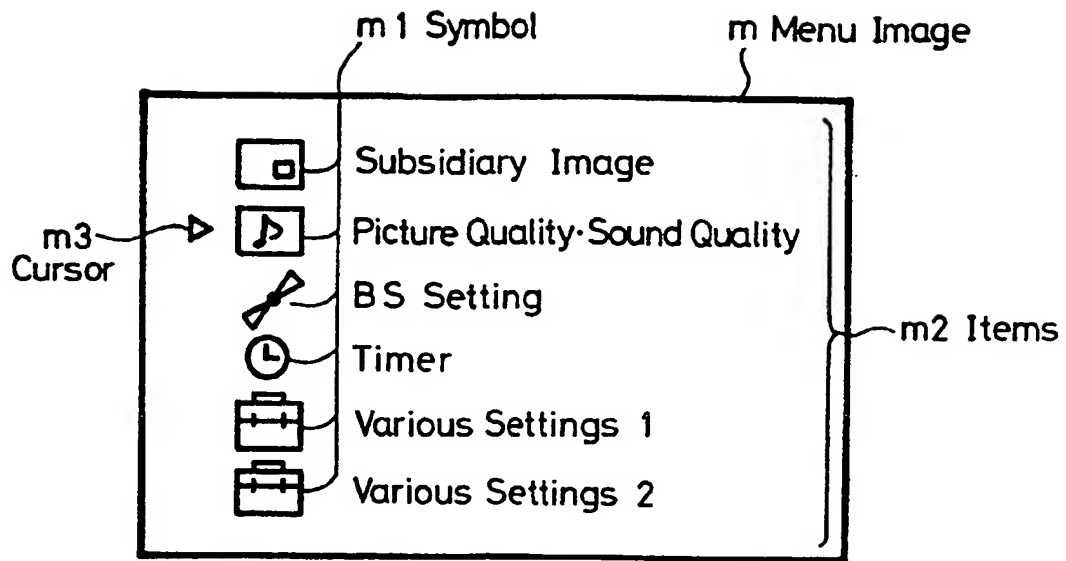 m1 Symbol
m Menu Image
Subsidiary Image
m3
Cursor
Picture Quality·Sound Quality
BS Setting
m2 Items
Timer
Various Settings 1
Various Settings 2